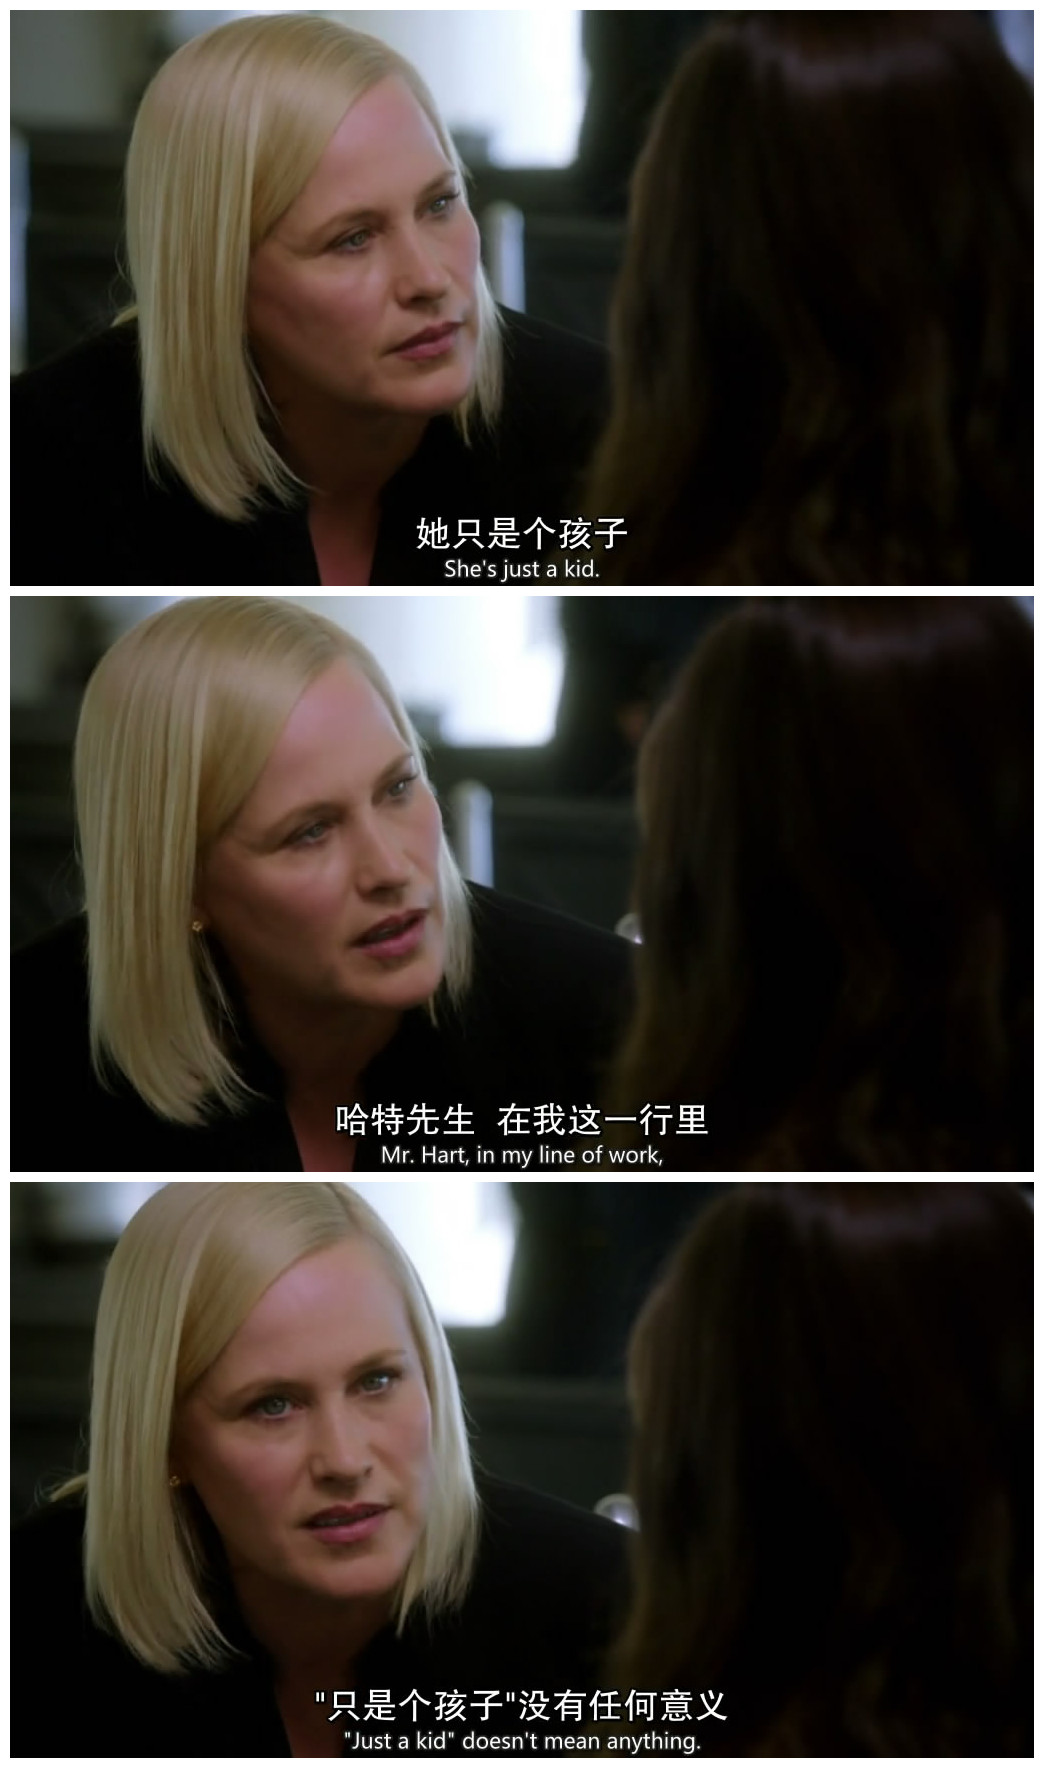 她只是个孩子
She's just a kid.
哈特先生 在我这一行里
Mr. Hart, in my line of work,
"只是个孩子"没有任何意义
"Just a kid" doesn't mean anything.